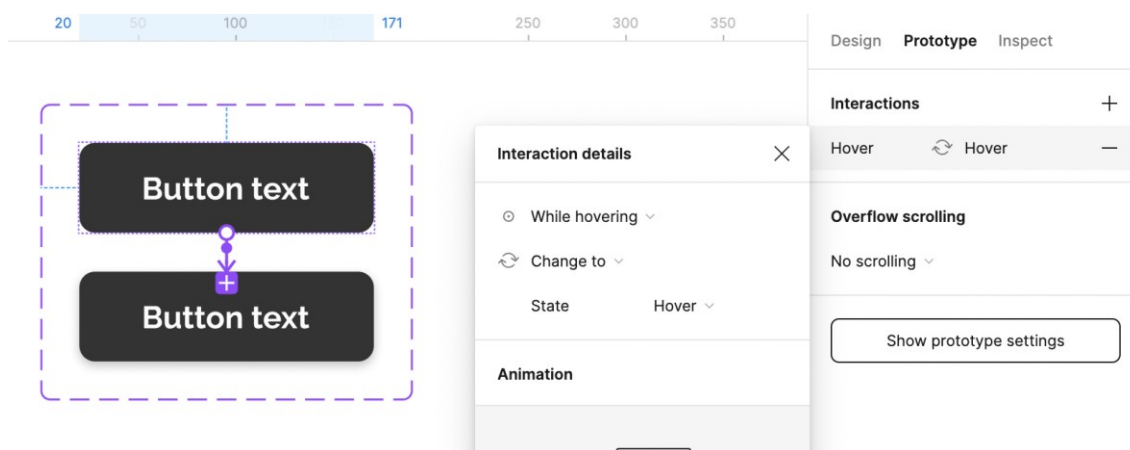 20 50 100 171 250 300 350
Design Prototype Inspect
Interactions
Hover Hover
Overflow scrolling
No scrolling
Show prototype settings
Interaction details
While hovering
Change to
State Hover
Animation
Button text
Button text